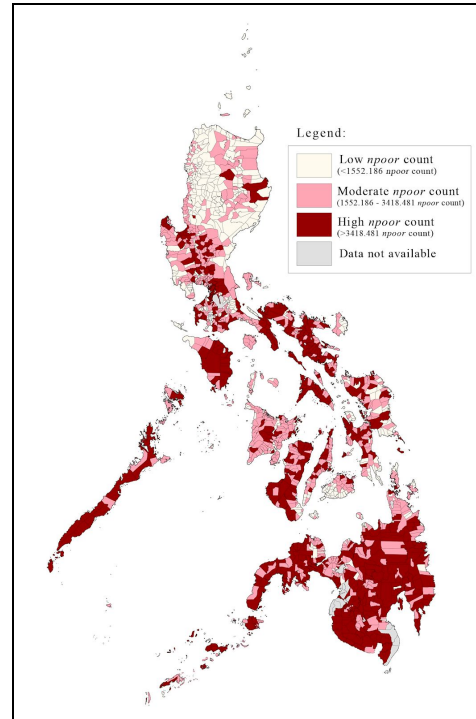 Legend:
Low npoor count
(<1552.186 npoor count)
Moderate npoor count
(1552.186 - 3418.481 npoor count)
High npoor count
(>3418.481 npoor count)
Data not available